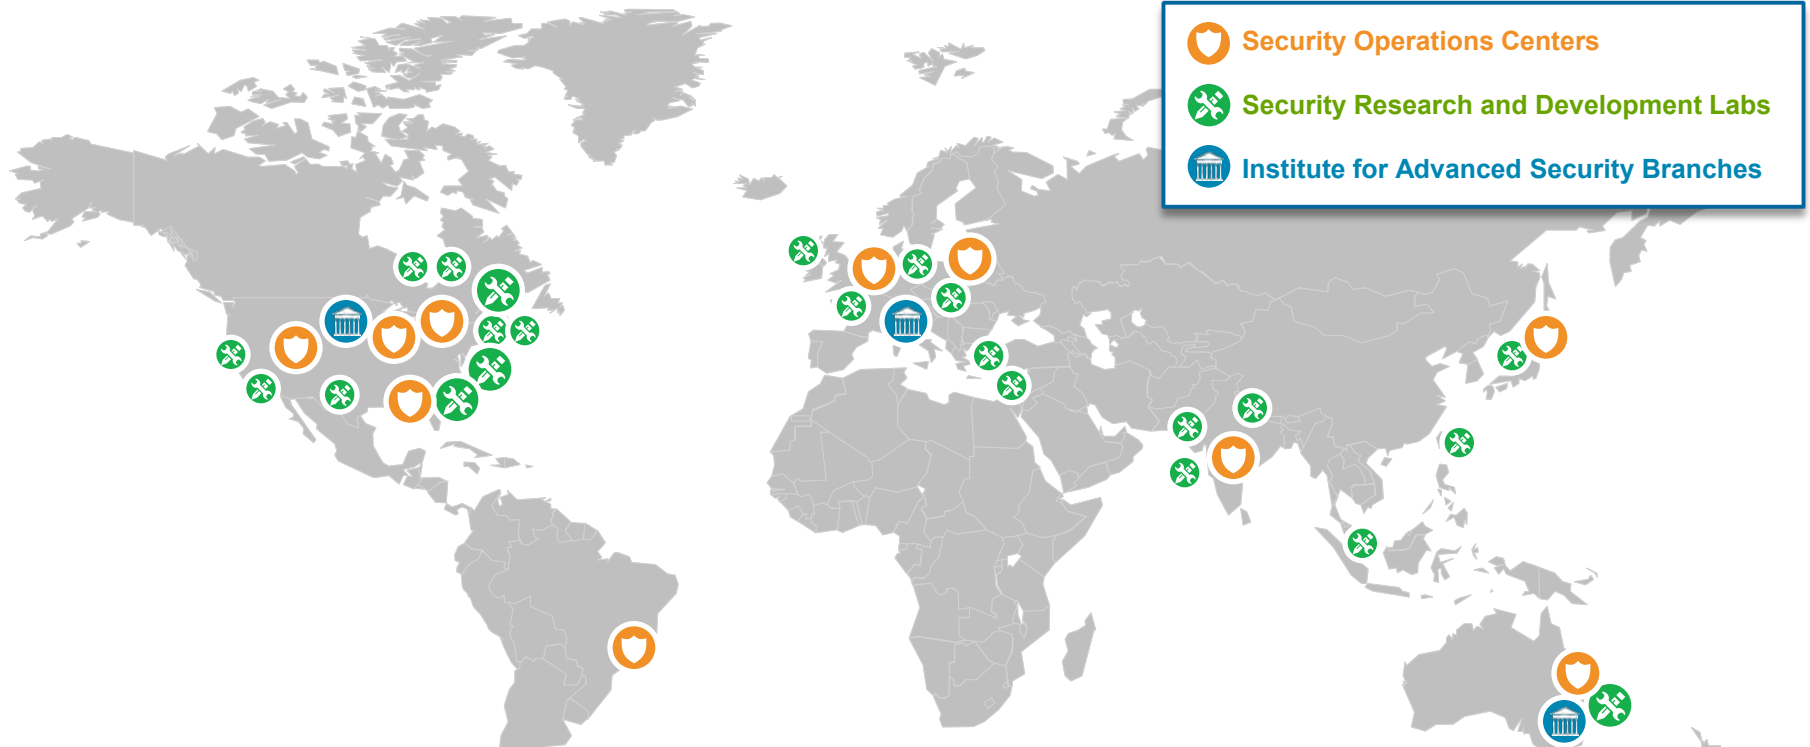 Security Operations Centers
Security Research and Development Labs
Institute for Advanced Security Branches